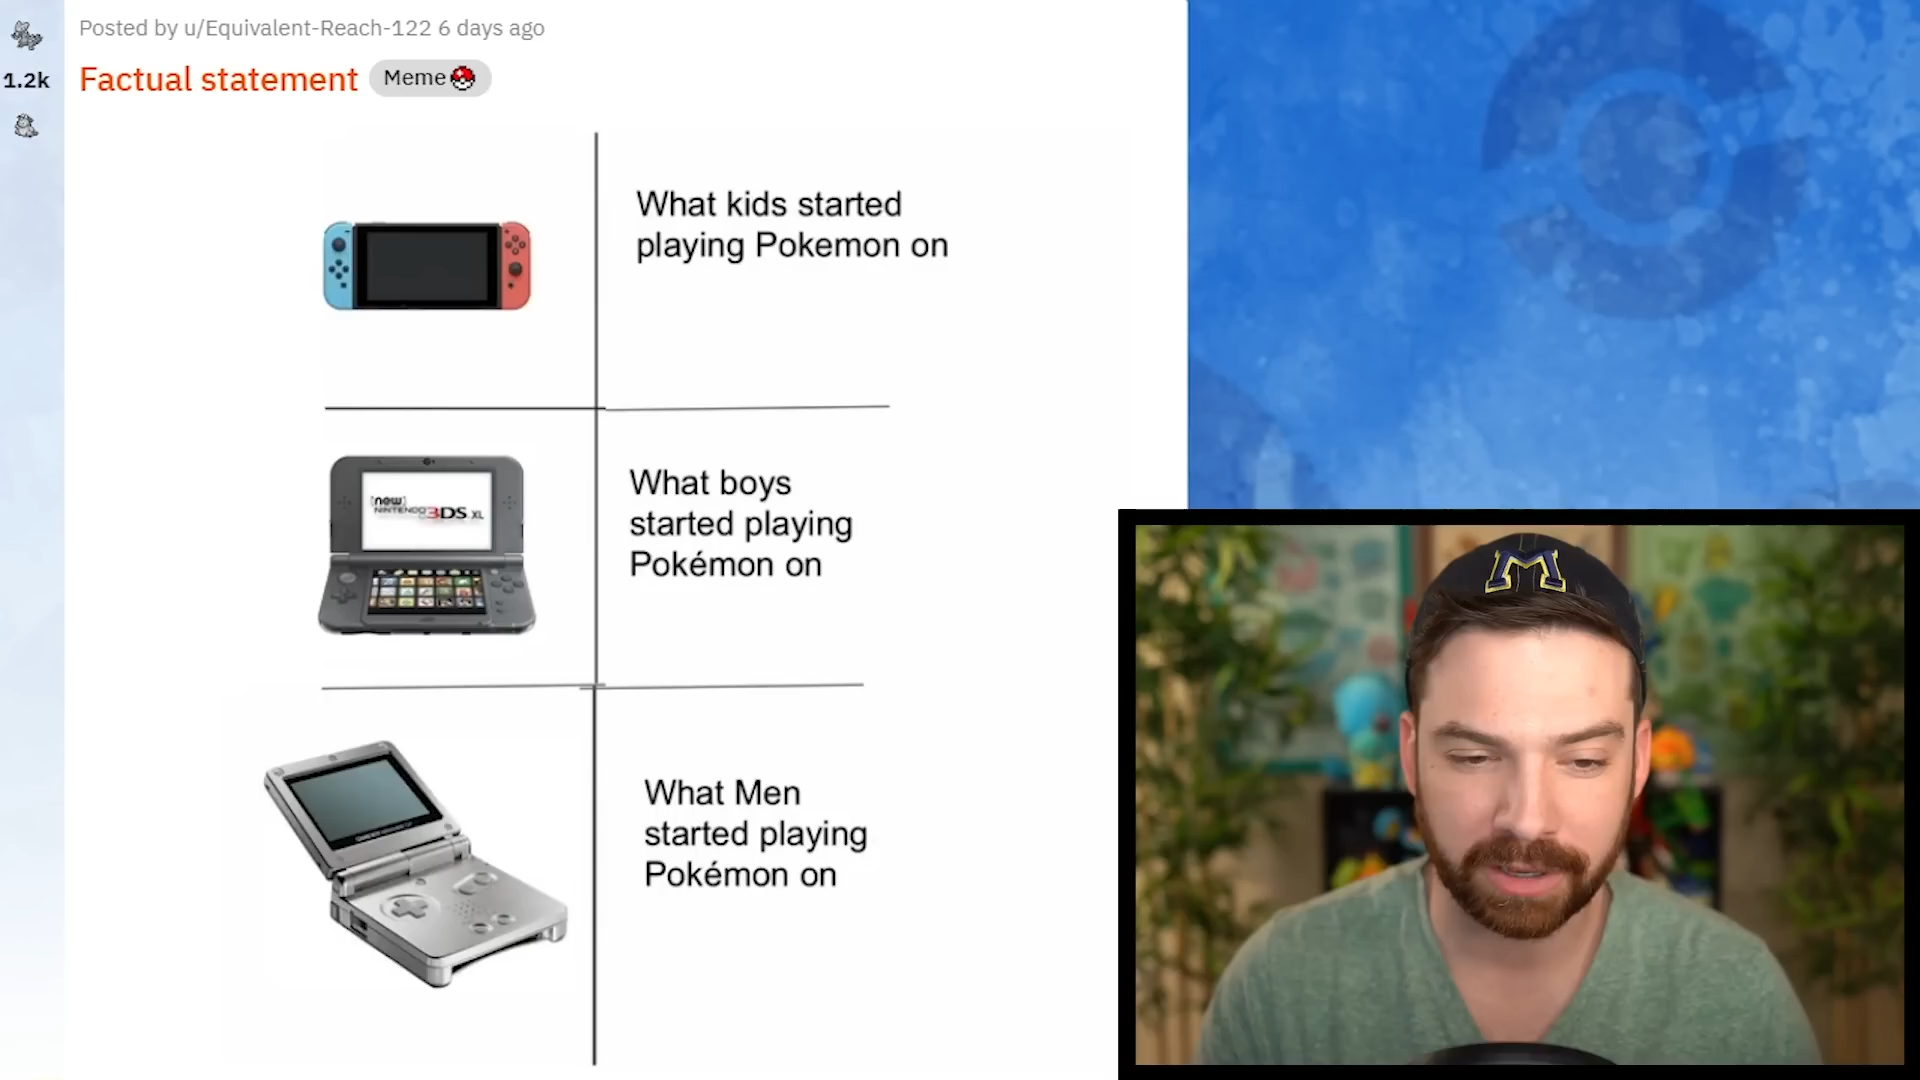 Posted by u/Equivalent-Reach-122 6 days ago
1.2k
Factual statement
Meme
What kids started
playing Pokemon on
[new]
NINTENDO 3DS XL
What boys
started playing
Pokémon on
What Men
started playing
Pokémon on
M